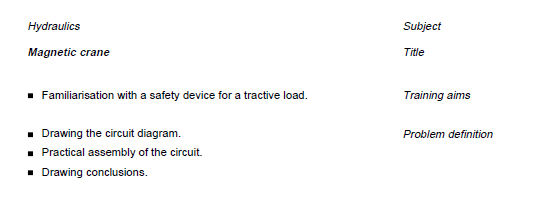 Hydraulics Subject
Magnetic crane Title
▪ Familiarisation with a safety device for a tractive load. Training aims
▪ Drawing the circuit diagram. Problem definition
▪ Practical assembly of the circuit.
▪ Drawing conclusions.